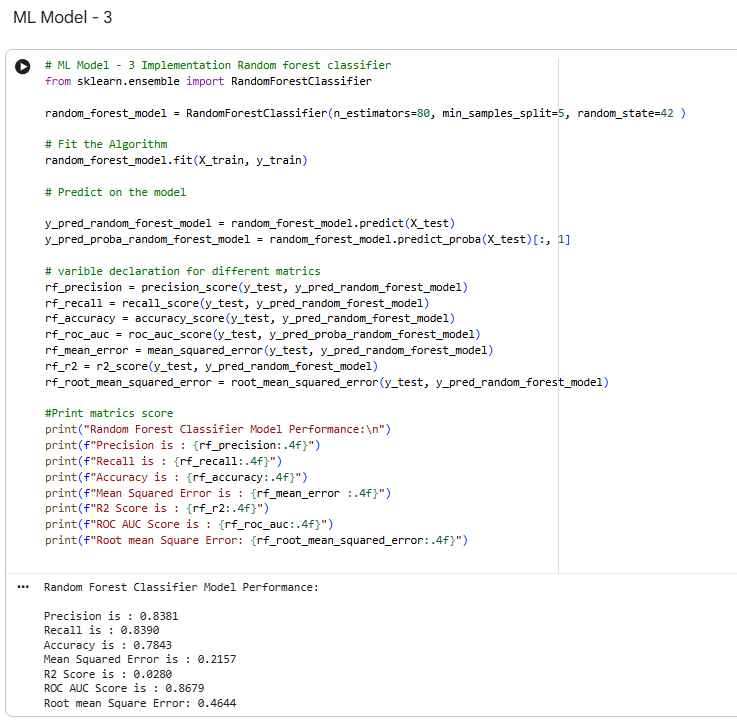 ML Model - 3
# ML Model - 3 Implementation Random forest classifier
from sklearn.ensemble import RandomForestClassifier
random_forest_model = RandomForestClassifier(n_estimators=80, min_samples_split=5, random_state=42 )
# Fit the Algorithm
random_forest_model.fit(X_train, y_train)
# Predict on the model
y_pred_random_forest_model = random_forest_model.predict(X_test)
y_pred_proba_random_forest_model = random_forest_model.predict_proba(X_test)[:, 1]
# varible declaration for different matrics
rf_precision = precision_score(y_test, y_pred_random_forest_model)
rf_recall = recall_score(y_test, y_pred_random_forest_model)
rf_accuracy = accuracy_score(y_test, y_pred_random_forest_model)
rf_roc_auc = roc_auc_score(y_test, y_pred_proba_random_forest_model)
rf_mean_error = mean_squared_error(y_test, y_pred_random_forest_model)
rf_r2 = r2_score(y_test, y_pred_random_forest_model)
rf_root_mean_squared_error = root_mean_squared_error(y_test, y_pred_random_forest_model)
#Print matrics score
print("Random Forest Classifier Model Performance:\n")
print(f"Precision is : {rf_precision:.4f}")
print(f"Recall is : {rf_recall:.4f}")
print(f"Accuracy is : {rf_accuracy:.4f}")
print(f"Mean Squared Error is : {rf_mean_error :.4f}")
print(f"R2 Score is : {rf_r2:.4f}")
print(f"ROC AUC Score is : {rf_roc_auc:.4f}")
print(f"Root mean Square Error: {rf_root_mean_squared_error:.4f}")
Random Forest Classifier Model Performance:
Precision is : 0.8381
Recall is : 0.8390
Accuracy is : 0.7843
Mean Squared Error is : 0.2157
R2 Score is : 0.0280
ROC AUC Score is : 0.8679
Root mean Square Error: 0.4644